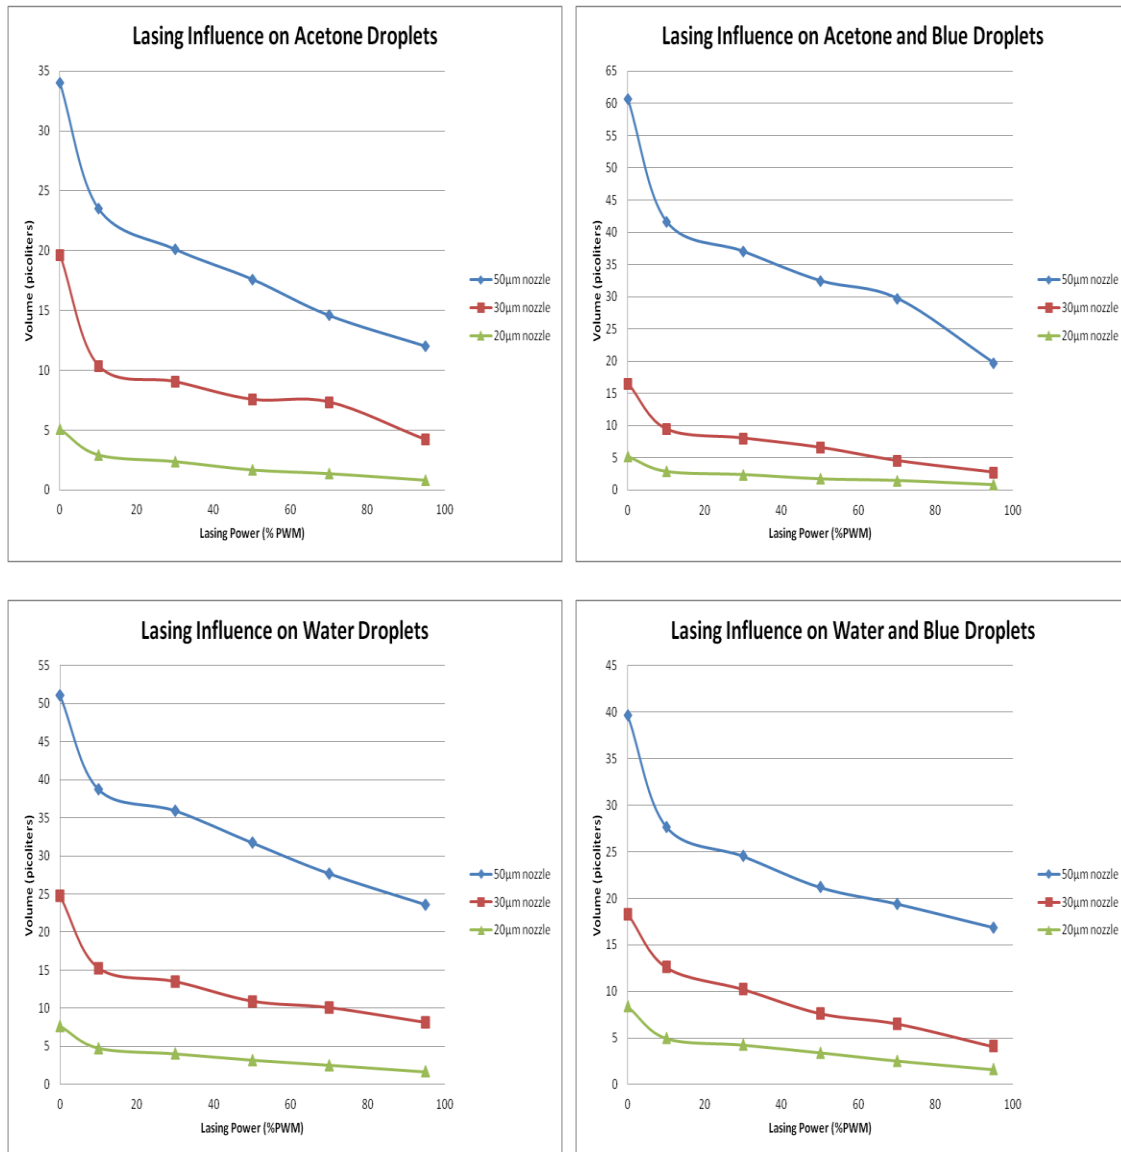 Lasing Influence on Acetone Droplets
35
30
25
20
15
10
5
0
Volume (picoliters)
0 20 40 60 80 100
Lasing Power (% PWM)
50µm nozzle
30µm nozzle
20µm nozzle
Lasing Influence on Acetone and Blue Droplets
65
60
55
50
45
40
35
30
25
20
15
10
5
0
Volume (picoliters)
0 20 40 60 80 100
Lasing Power (%PWM)
50µm nozzle
30µm nozzle
20µm nozzle
Lasing Influence on Water Droplets
55
50
45
40
35
30
25
20
15
10
5
0
Volume (picoliters)
0 20 40 60 80 100
Lasing Power (%PWM)
50µm nozzle
30µm nozzle
20µm nozzle
Lasing Influence on Water and Blue Droplets
45
40
35
30
25
20
15
10
5
0
Volume (picoliters)
0 20 40 60 80 100
Lasing Power (%PWM)
50µm nozzle
30µm nozzle
20µm nozzle